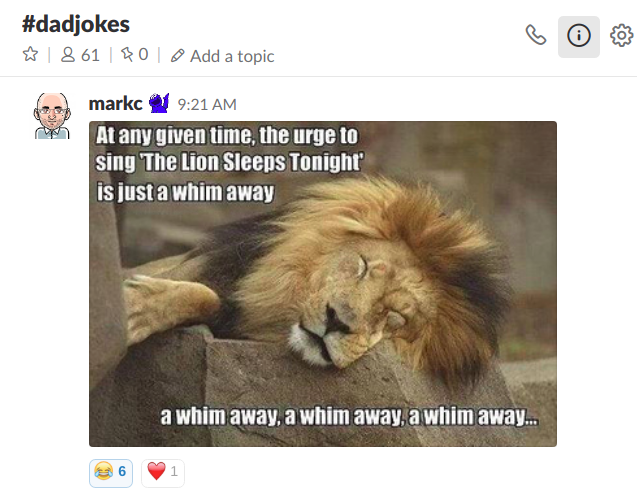 #dadjokes
61 0 Add a topic
markc 9:21 AM
At any given time, the urge to
sing 'The Lion Sleeps Tonight'
is just a whim away
a whim away, a whim away, a whim away...
6 1